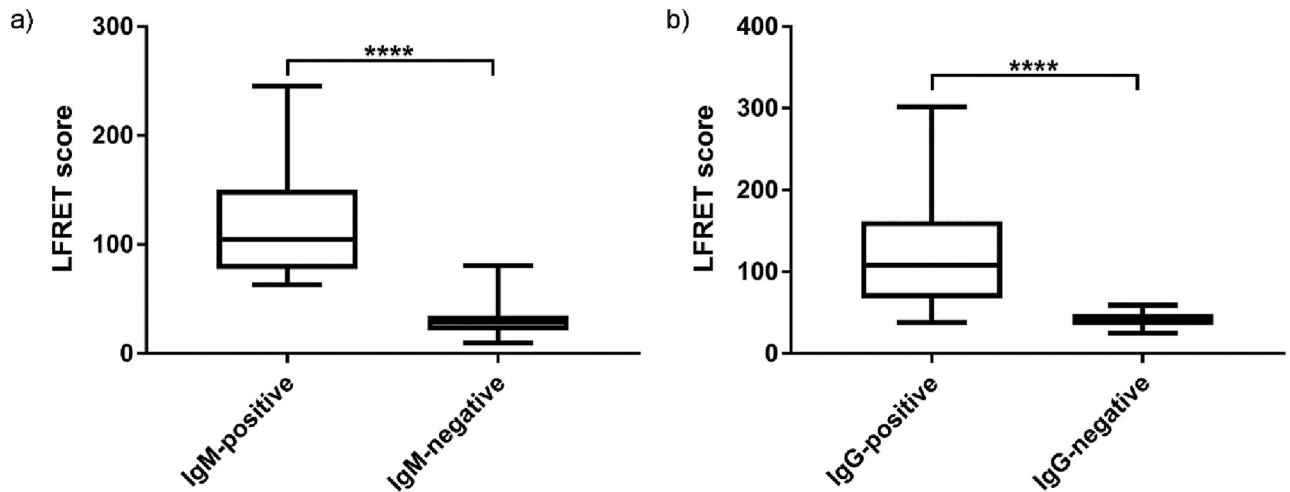 a)
LFRET score
300
200
100
0
****
IgM-positive
IgM-negative
b)
LFRET score
400
300
200
100
0
****
IgG-positive
IgG-negative